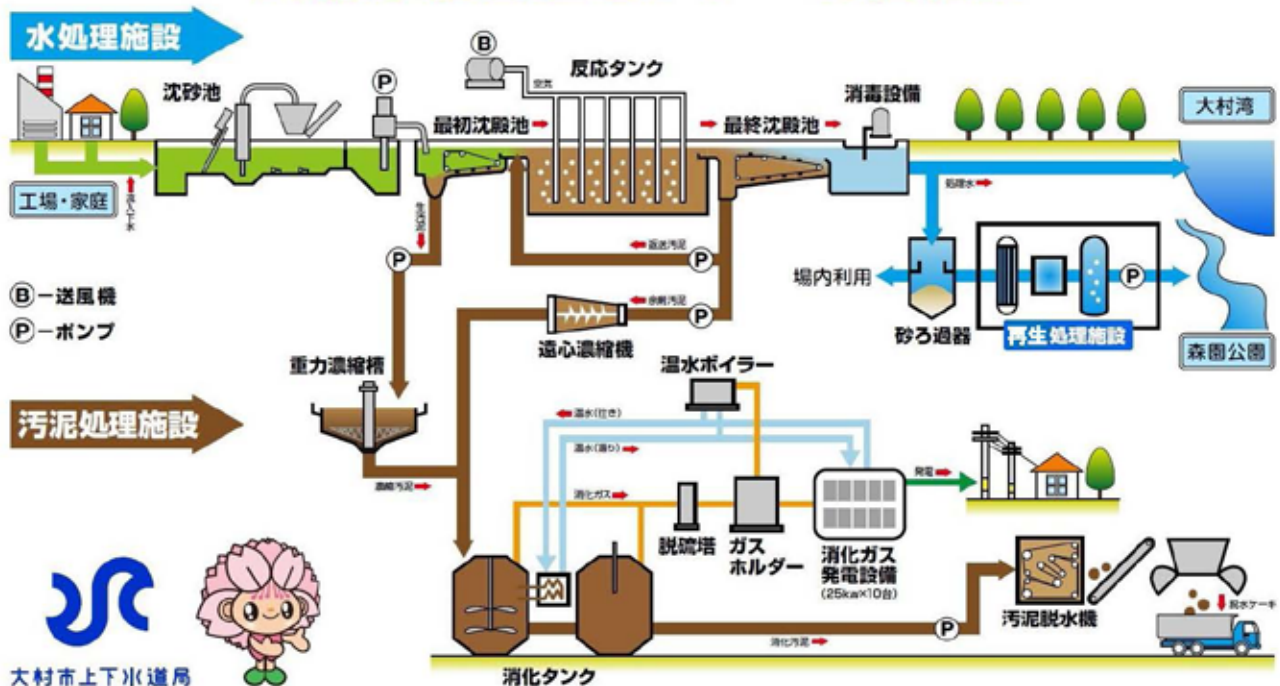 水処理施設
沈砂池
P
B
空気
反応タンク
最初沈殿池
最終沈殿池
消毒設備
大村湾
工場・家庭
流入下水
生汚泥
返送汚泥
P
P
処理水
場内利用
砂ろ過器
再生処理施設
P
森園公園
B-送風機
P-ポンプ
余剰汚泥
P
遠心濃縮機
重力濃縮槽
汚泥処理施設
濃縮汚泥
温水ボイラー
温水(往き)
温水(還り)
消化ガス
脱硫塔
ガス
ホルダー
消化ガス
発電設備
(25kw×10台)
発電
消化タンク
消化汚泥
P
汚泥脱水機
脱水ケーキ
大村市上下水道局